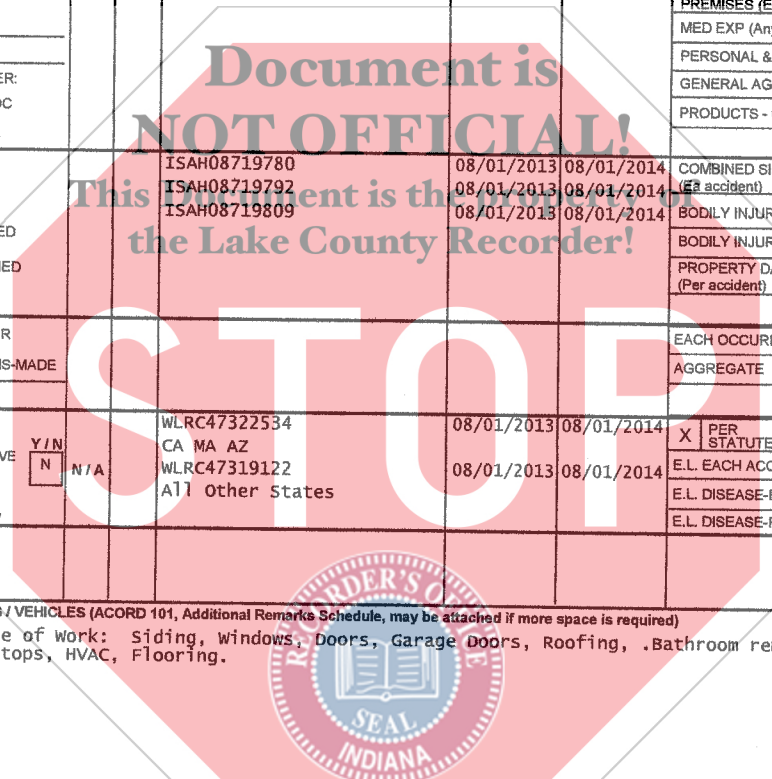 PREMISES (E
MED EXP (Any
PERSONAL &
GENERAL AG
PRODUCTS -
ER:
OC
Document is
NOT OFFICIAL!
This Document is the property of
the Lake County Recorder!
STOP
ISAH08719780 08/01/2013 08/01/2014 COMBINED SI
(Ea accident)
ISAH08719792 08/01/2013 08/01/2014
ISAH08719809 08/01/2013 08/01/2014 BODILY INJUR
ED BODILY INJUR
NED PROPERTY DA
(Per accident)
R EACH OCCURR
S-MADE AGGREGATE
WLRC47322534 08/01/2013 08/01/2014 X PER
STATUTE
Y / N CA MA AZ
VE N N / A WLRC47319122 08/01/2013 08/01/2014 E.L. EACH ACC
All Other States E.L. DISEASE-E
E.L. DISEASE-P
S / VEHICLES (ACORD 101, Additional Remarks Schedule, may be attached if more space is required)
e of Work: Siding, Windows, Doors, Garage Doors, Roofing, .Bathroom re
tops, HVAC, Flooring.
RECORDER'S OFFICE
SEAL
INDIANA